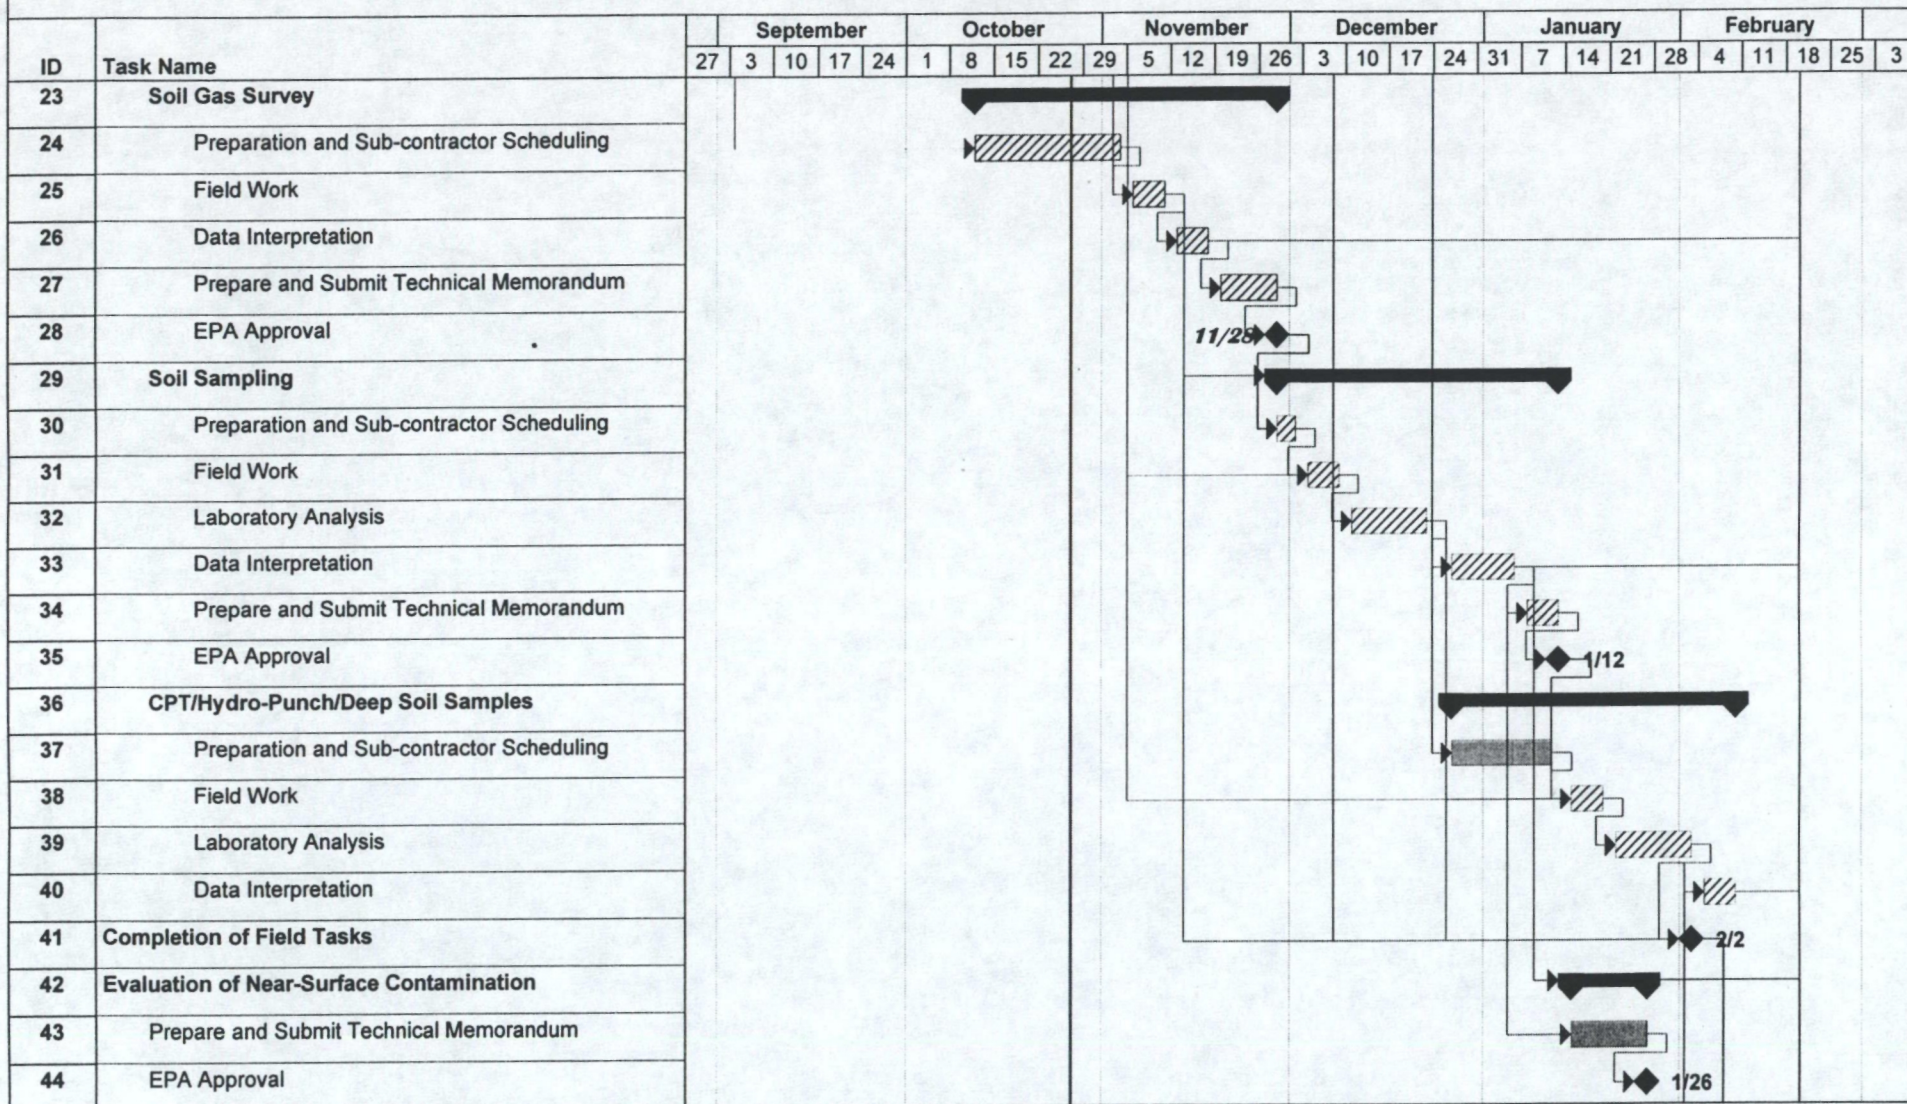 September October November December January February
ID Task Name 27 3 10 17 24 1 8 15 22 29 5 12 19 26 3 10 17 24 31 7 14 21 28 4 11 18 25 3
23 Soil Gas Survey
24 Preparation and Sub-contractor Scheduling
25 Field Work
26 Data Interpretation
27 Prepare and Submit Technical Memorandum
28 EPA Approval 11/28
29 Soil Sampling
30 Preparation and Sub-contractor Scheduling
31 Field Work
32 Laboratory Analysis
33 Data Interpretation
34 Prepare and Submit Technical Memorandum
35 EPA Approval 1/12
36 CPT/Hydro-Punch/Deep Soil Samples
37 Preparation and Sub-contractor Scheduling
38 Field Work
39 Laboratory Analysis
40 Data Interpretation
41 Completion of Field Tasks 2/2
42 Evaluation of Near-Surface Contamination
43 Prepare and Submit Technical Memorandum
44 EPA Approval 1/26